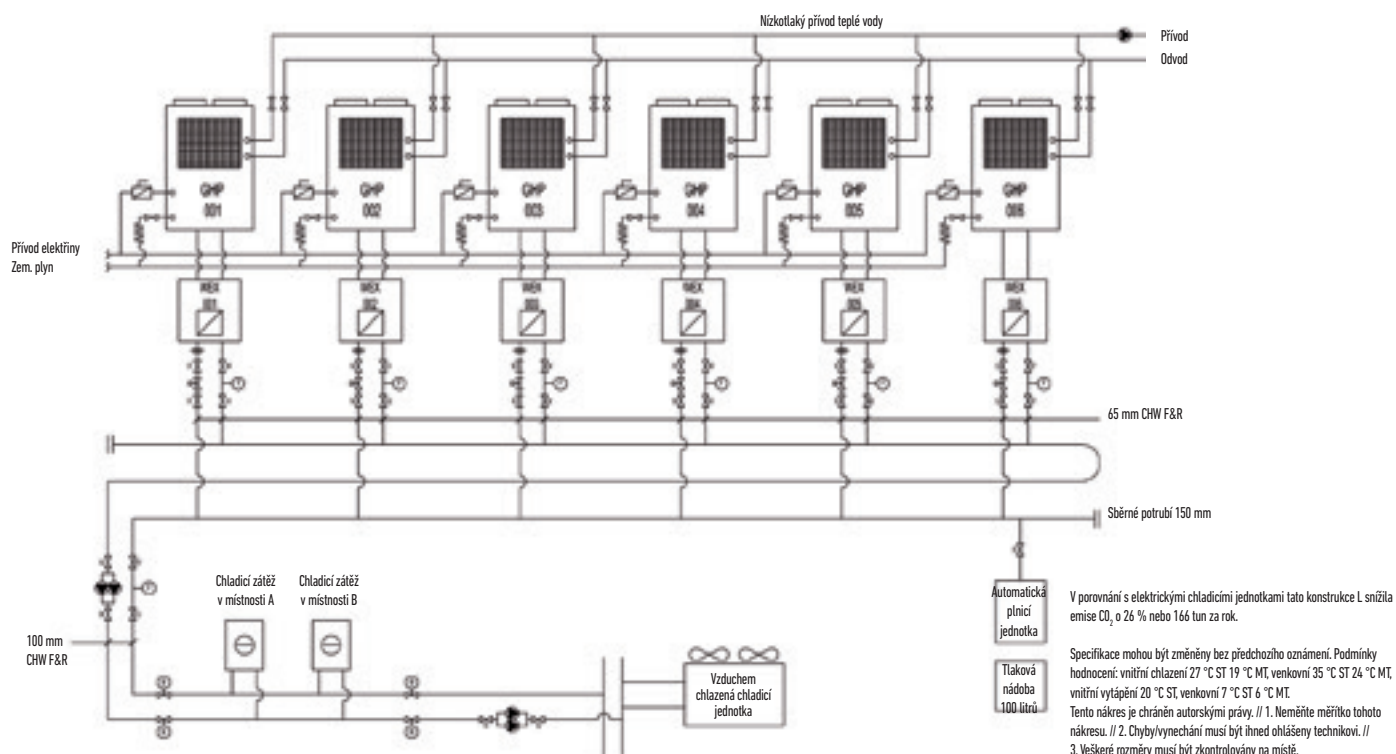 Nízkotlaký přívod teplé vody
Přívod
Odvod
GHP
001
GHP
002
GHP
003
GHP
004
GHP
005
GHP
006
Přívod elektřiny
Zem. plyn
WEX
001
WEX
002
WEX
003
WEX
004
WEX
005
WEX
006
65 mm CHW F&R
Sběrné potrubí 150 mm
Chladicí zátěž
v místnosti A
Chladicí zátěž
v místnosti B
100 mm
CHW F&R
Vzduchem
chlazená chladicí
jednotka
Automatická
plnicí
jednotka
Tlaková
nádoba
100 litrů
V porovnání s elektrickými chladicími jednotkami tato konstrukce L snížila
emise CO₂ o 26 % nebo 166 tun za rok.
Specifikace mohou být změněny bez předchozího oznámení. Podmínky
hodnocení: vnitřní chlazení 27 °C ST 19 °C MT, venkovní 35 °C ST 24 °C MT,
vnitřní vytápění 20 °C ST, venkovní 7 °C ST 6 °C MT.
Tento nákres je chráněn autorskými právy. // 1. Neměňte měřítko tohoto
nákresu. // 2. Chyby/vynechání musí být ihned ohlášeny technikovi. //
3. Veškeré rozměry musí být zkontrolovány na místě.